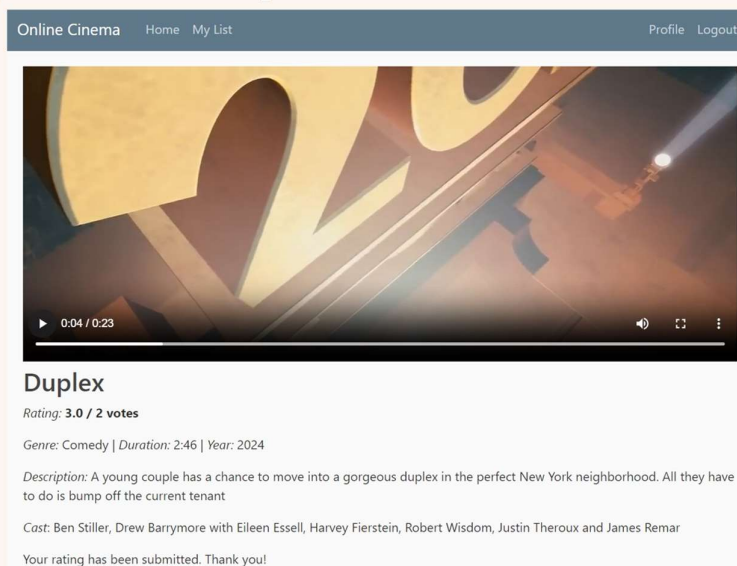 Online Cinema Home My List Profile Logout
20
0:04 / 0:23
Duplex
Rating: 3.0 / 2 votes
Genre: Comedy | Duration: 2:46 | Year: 2024
Description: A young couple has a chance to move into a gorgeous duplex in the perfect New York neighborhood. All they have
to do is bump off the current tenant
Cast: Ben Stiller, Drew Barrymore with Eileen Essell, Harvey Fierstein, Robert Wisdom, Justin Theroux and James Remar
Your rating has been submitted. Thank you!